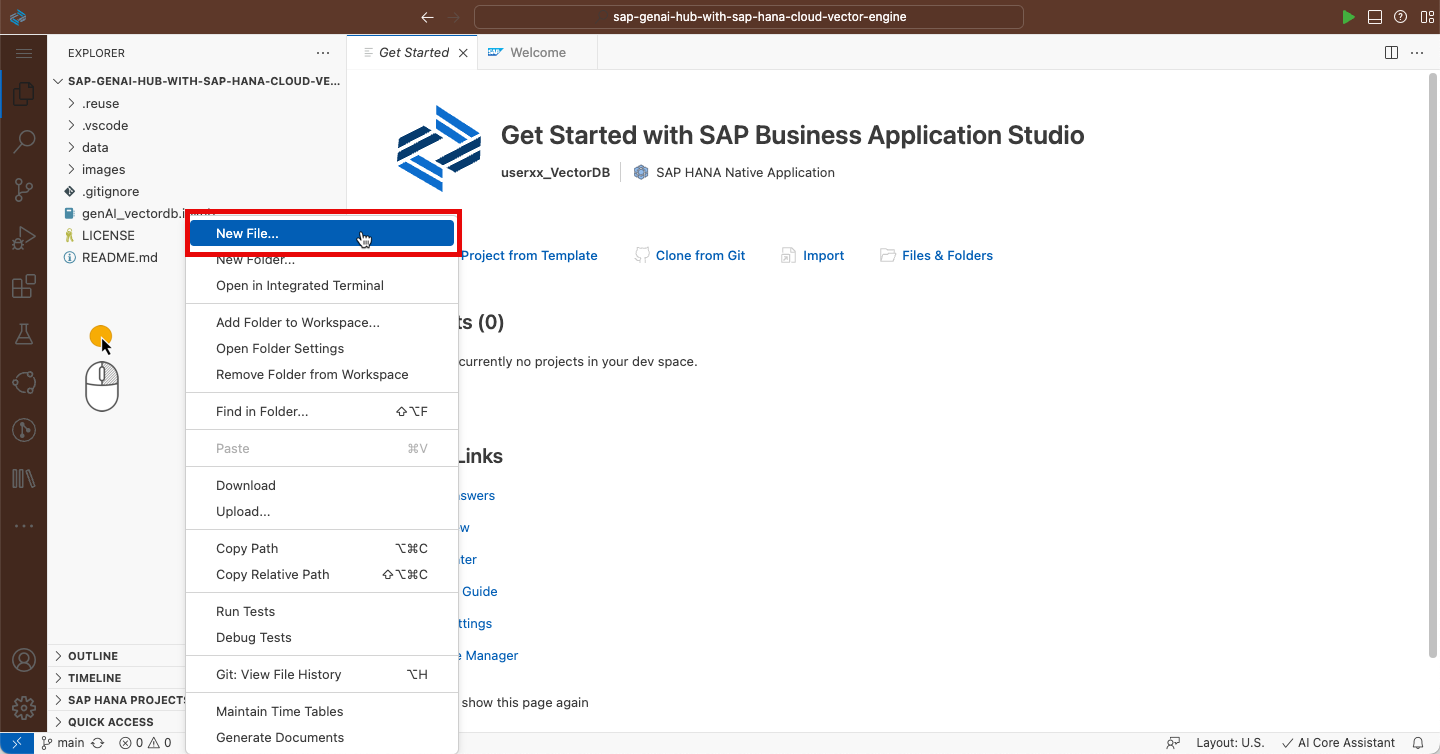 sap-genai-hub-with-sap-hana-cloud-vector-engine
EXPLORER
SAP-GENAI-HUB-WITH-SAP-HANA-CLOUD-VE...
.reuse
.vscode
data
images
.gitignore
genAI_vectordb.ipynb
LICENSE
README.md
OUTLINE
TIMELINE
SAP HANA PROJECTS
QUICK ACCESS
New File...
New Folder...
Open in Integrated Terminal
Add Folder to Workspace...
Open Folder Settings
Remove Folder from Workspace
Find in Folder... ⇧⌥F
Paste ⌘V
Download
Upload...
Copy Path ⌥⌘C
Copy Relative Path ⇧⌥⌘C
Run Tests
Debug Tests
Git: View File History ⌥H
Maintain Time Tables
Generate Documents
Get Started
SAP Welcome
Get Started with SAP Business Application Studio
userxx_VectorDB SAP HANA Native Application
Project from Template Clone from Git Import Files & Folders
ts (0)
currently no projects in your dev space.
Links
swers
w
ter
Guide
ttings
e Manager
show this page again
main 0 0 Layout: U.S. AI Core Assistant